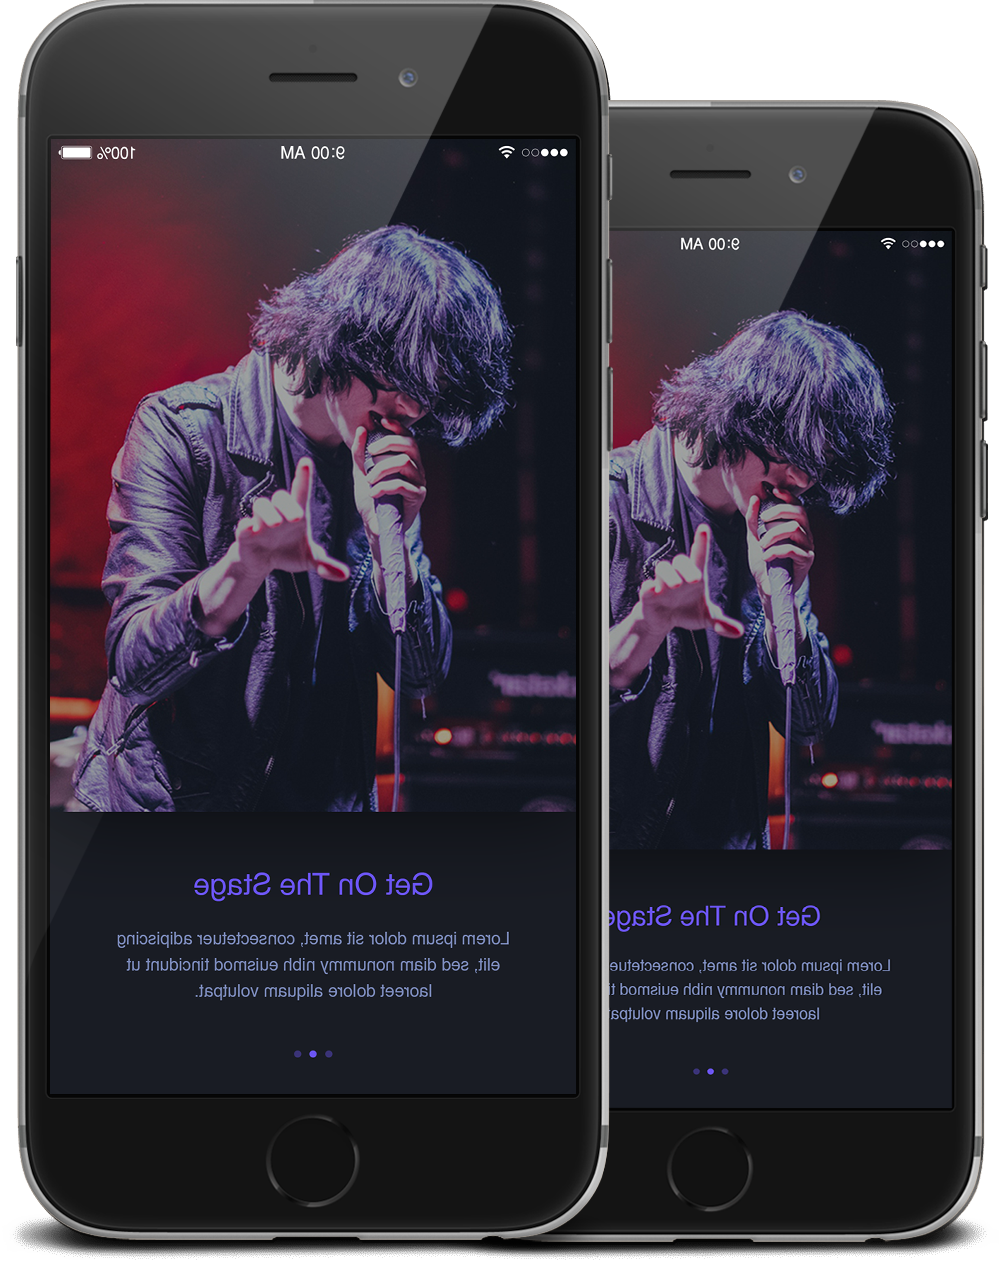 100%
9:00 AM
Get On The Stage
Lorem ipsum dolor sit amet, consectetuer adipiscing
elit, sed diam nonummy nibh euismod tincidunt ut
laoreet dolore aliquam volutpat.
9:00 AM
Get On The Stage
Lorem ipsum dolor sit amet, consectetue
elit, sed diam nonummy nibh euismod ti
laoreet dolore aliquam volutpa